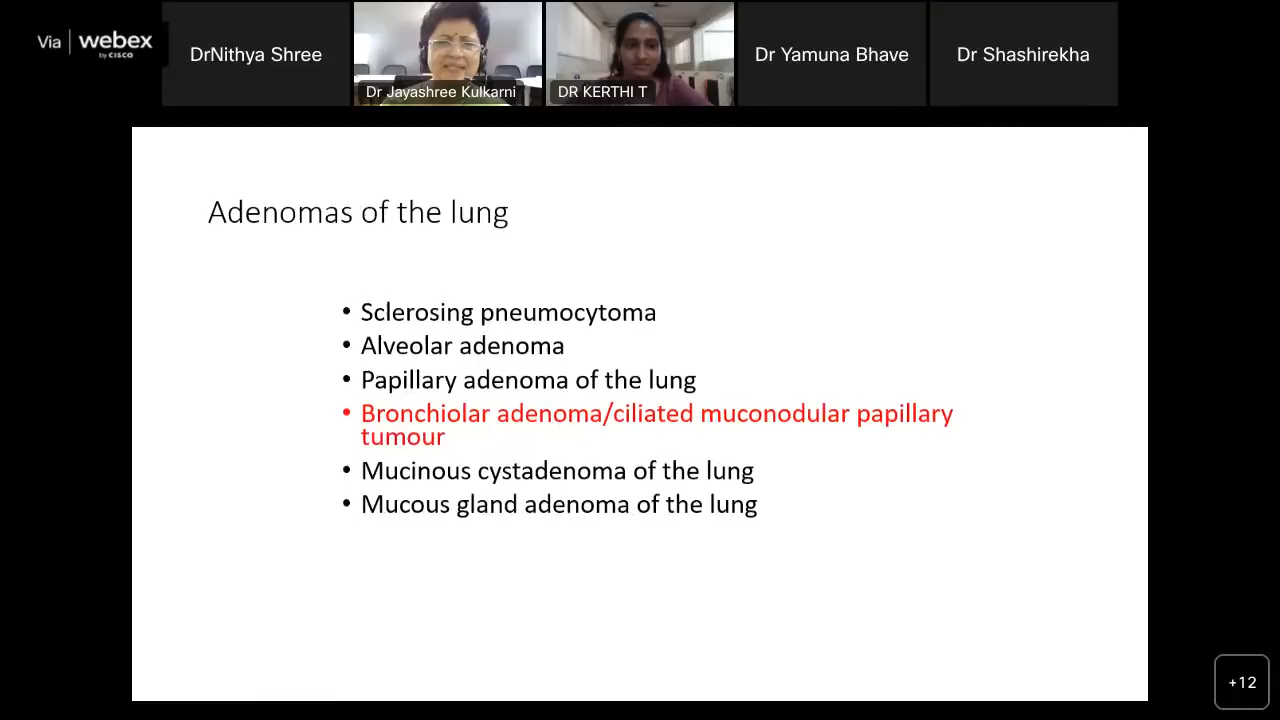 Via | webex
by CISCO
DrNithya Shree
Dr Jayashree Kulkarni
DR KERTHI T
Dr Yamuna Bhave
Dr Shashirekha
Adenomas of the lung
• Sclerosing pneumocytoma
• Alveolar adenoma
• Papillary adenoma of the lung
• Bronchiolar adenoma/ciliated muconodular papillary
tumour
• Mucinous cystadenoma of the lung
• Mucous gland adenoma of the lung
+12